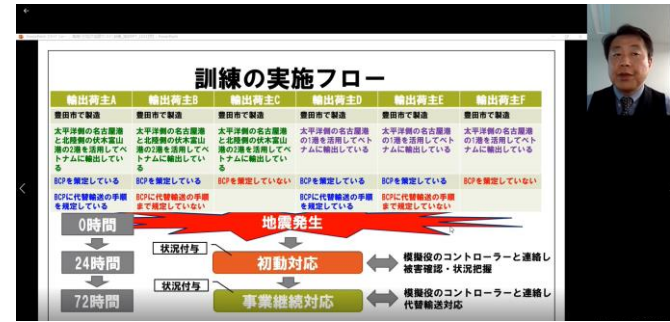 訓練の実施フロー
輸出荷主A
輸出荷主B
輸出荷主C
輸出荷主D
輸出荷主E
輸出荷主F
豊田市で製造
豊田市で製造
豊田市で製造
豊田市で製造
豊田市で製造
豊田市で製造
太平洋側の名古屋港
と北陸側の伏木富山
港の2港を活用してベ
トナムに輸出してい
る
太平洋側の名古屋港
と北陸側の伏木富山
港の2港を活用してベ
トナムに輸出してい
る
太平洋側の名古屋港
と北陸側の伏木富山
港の2港を活用してベ
トナムに輸出してい
る
太平洋側の名古屋港
の1港を活用してベト
ナムに輸出している
太平洋側の名古屋港
の1港を活用してベト
ナムに輸出している
太平洋側の名古屋港
の1港を活用してベト
ナムに輸出している
BCPを策定している
BCPを策定している
BCPを策定していない
BCPを策定している
BCPを策定している
BCPを策定していない
BCPに代替輸送の手順
を規定している
BCPに代替輸送の手順
まで規定していない
BCPに代替輸送の手順
を規定している
BCPに代替輸送の手順
まで規定していない
0時間
地震発生
状況付与
24時間
初動対応
模擬役のコントローラーと連絡し
被害確認・状況把握
状況付与
72時間
事業継続対応
模擬役のコントローラーと連絡し
代替輸送対応